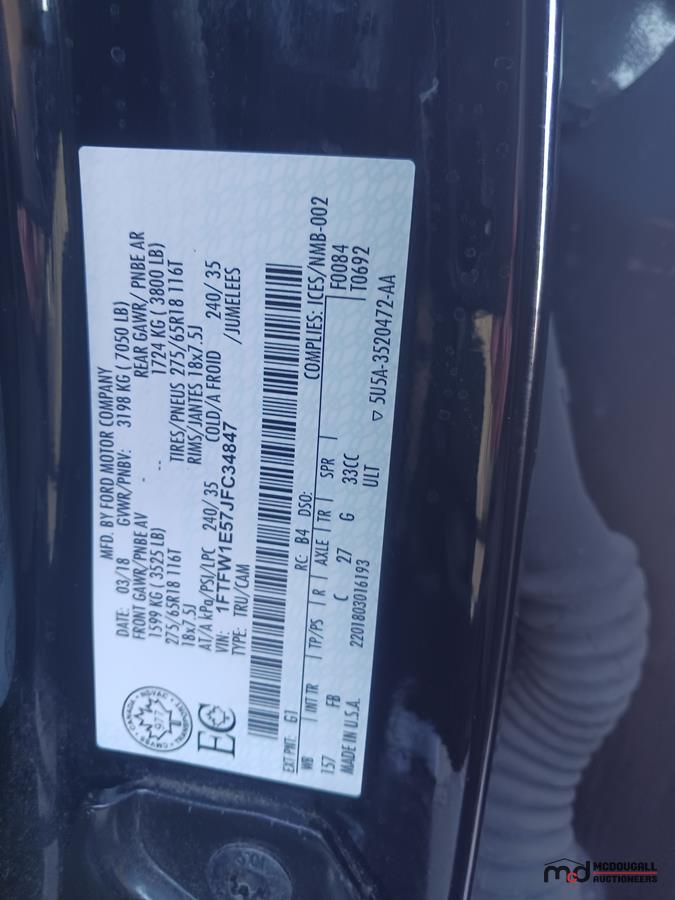 MFD. BY FORD MOTOR COMPANY
DATE: 03/18 GVWR/PNBV: 3198 KG ( 7050 LB)
FRONT GAWR/PNBE AV REAR GAWR/ PNBE AR
1599 KG ( 3525 LB) -- 1724 KG ( 3800 LB)
275/65R18 116T TIRES/PNEUS 275/65R18 116T
18x7.5J RIMS/JANTES 18x7.5J
AT/A kPa/PSI/LPC 240/ 35 COLD/A FROID 240/ 35
VIN: 1FTFW1E57JFC34847 /JUMELEES
TYPE: TRU/CAM
CANADA
977
EC
EXT PNT: G1 RC: B4 DSO: COMPLIES: ICES/NMB-002
WB INT TR TP/PS R AXLE TR SPR F0084
157 FB C 27 G 33CC T0692
MADE IN U.S.A. 2201803016193 ULT ▽ 5U5A-3520472-AA
mcd MCDOUGALL
AUCTIONEERS